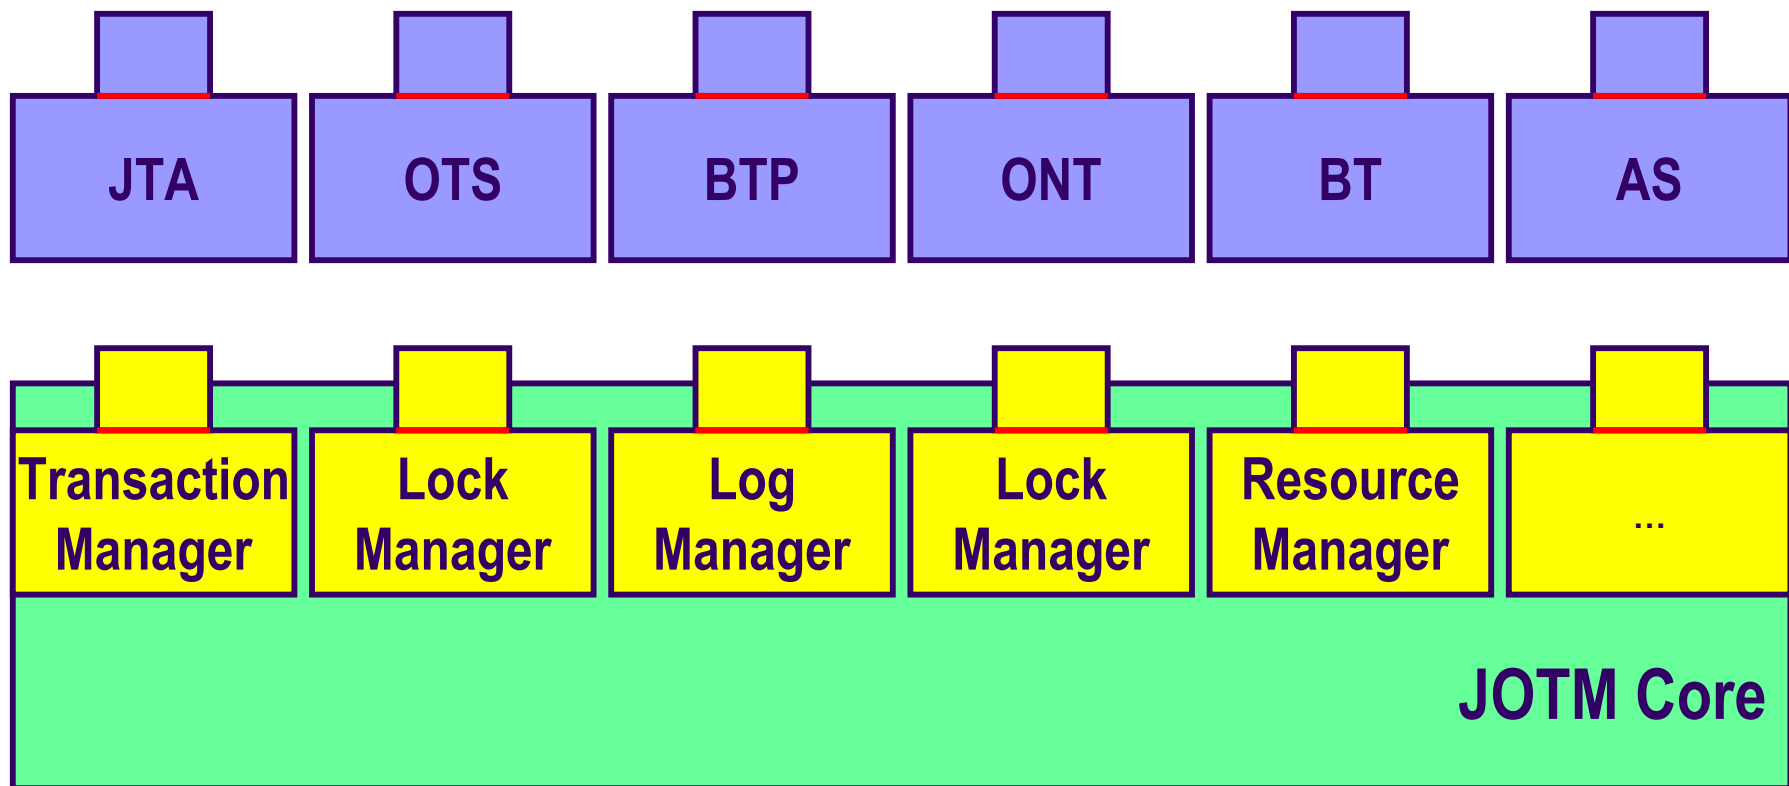 JTA OTS BTP ONT BT AS
Transaction Lock Log Lock Resource
Manager Manager Manager Manager Manager ...
JOTM Core